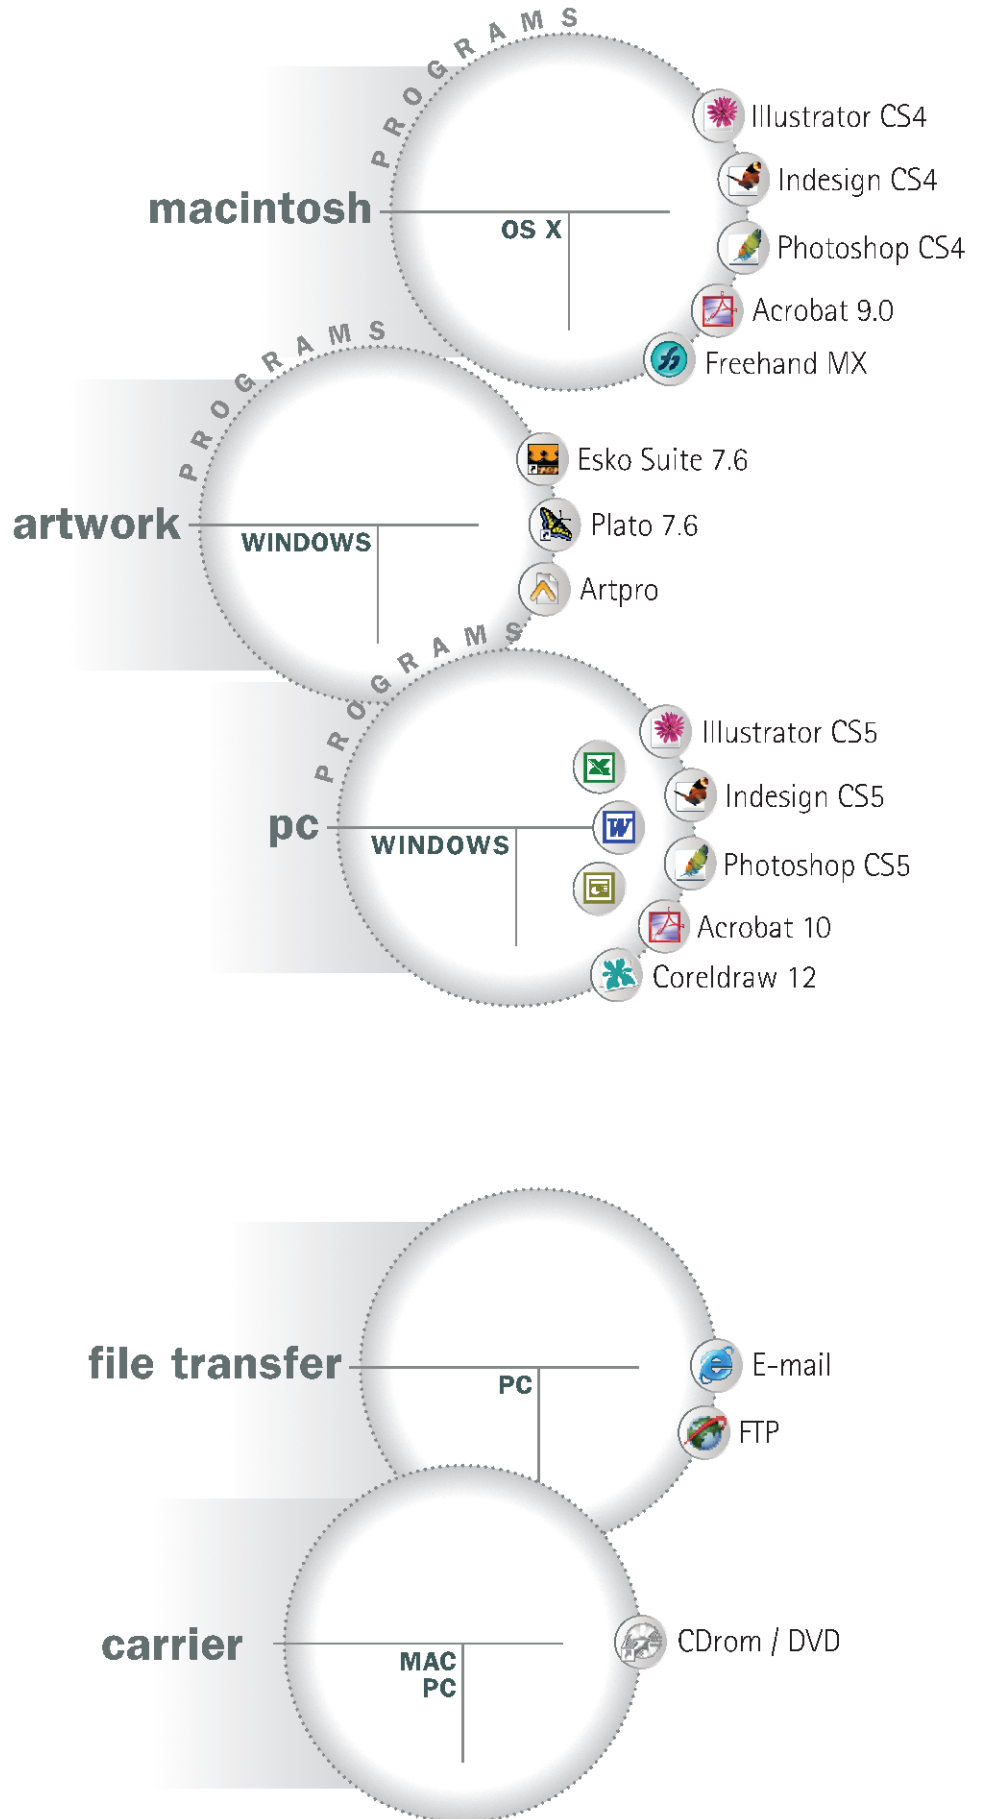 PROGRAMS
Illustrator CS4
Indesign CS4
macintosh
OS X
Photoshop CS4
Acrobat 9.0
Freehand MX
PROGRAMS
Esko Suite 7.6
artwork
WINDOWS
Plato 7.6
Artpro
PROGRAMS
Illustrator CS5
Indesign CS5
pc
WINDOWS
W
Photoshop CS5
Acrobat 10
Coreldraw 12
file transfer
PC
E-mail
FTP
carrier
MAC
PC
CDrom / DVD